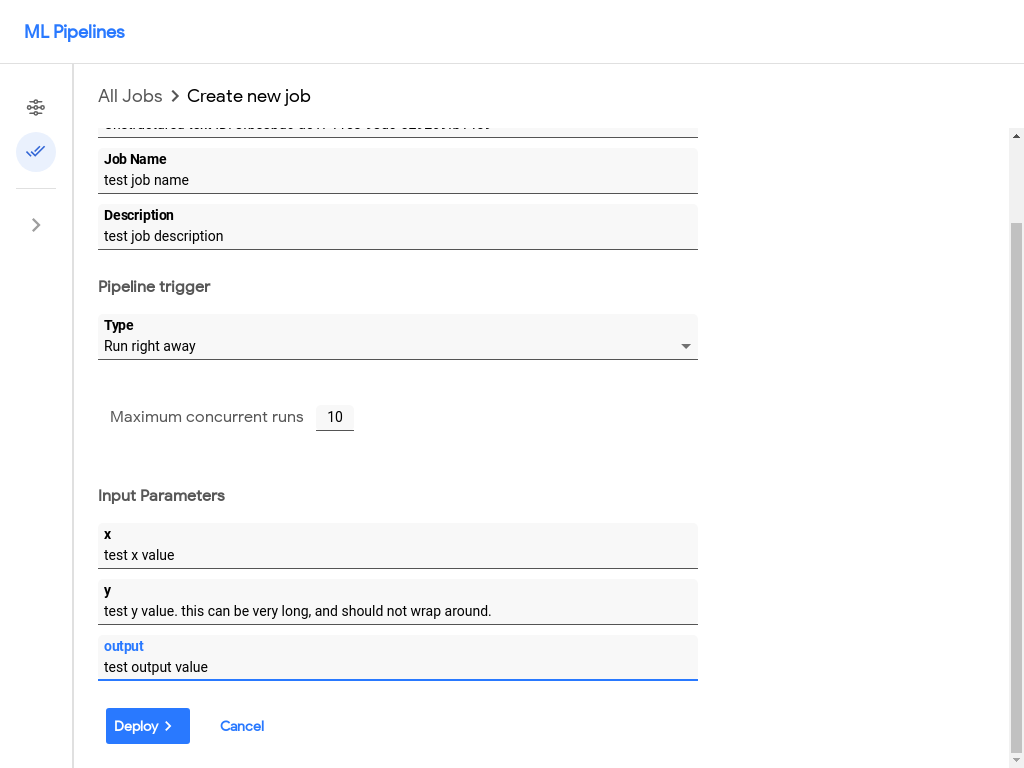 ML Pipelines
All Jobs > Create new job
Job Name
test job name
Description
test job description
Pipeline trigger
Type
Run right away
Maximum concurrent runs 10
Input Parameters
x
test x value
y
test y value. this can be very long, and should not wrap around.
output
test output value
Deploy > Cancel